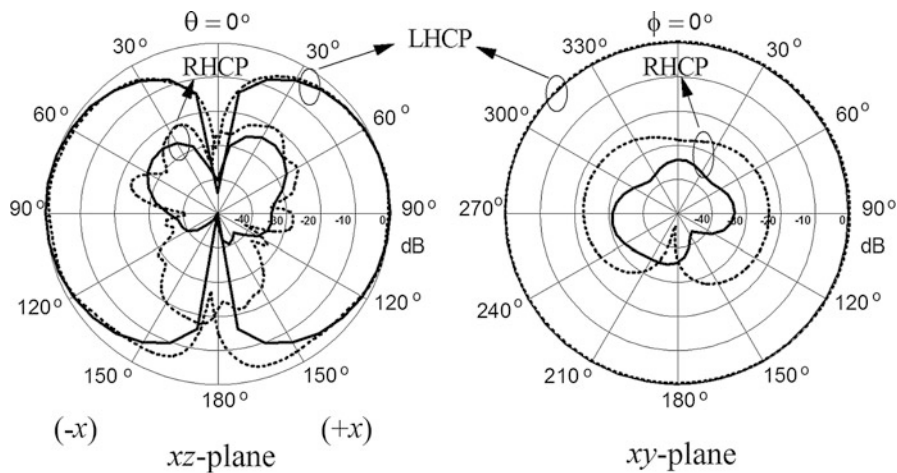 θ = 0°
30°
30°
60°
60°
90°
90°
dB
120°
120°
150°
150°
180°
-40
-30
-20
-10
0
RHCP
LHCP
(-x)
(+x)
xz-plane
ϕ = 0°
330°
30°
300°
60°
270°
90°
dB
240°
120°
210°
150°
180°
-40
-30
-20
-10
0
RHCP
xy-plane